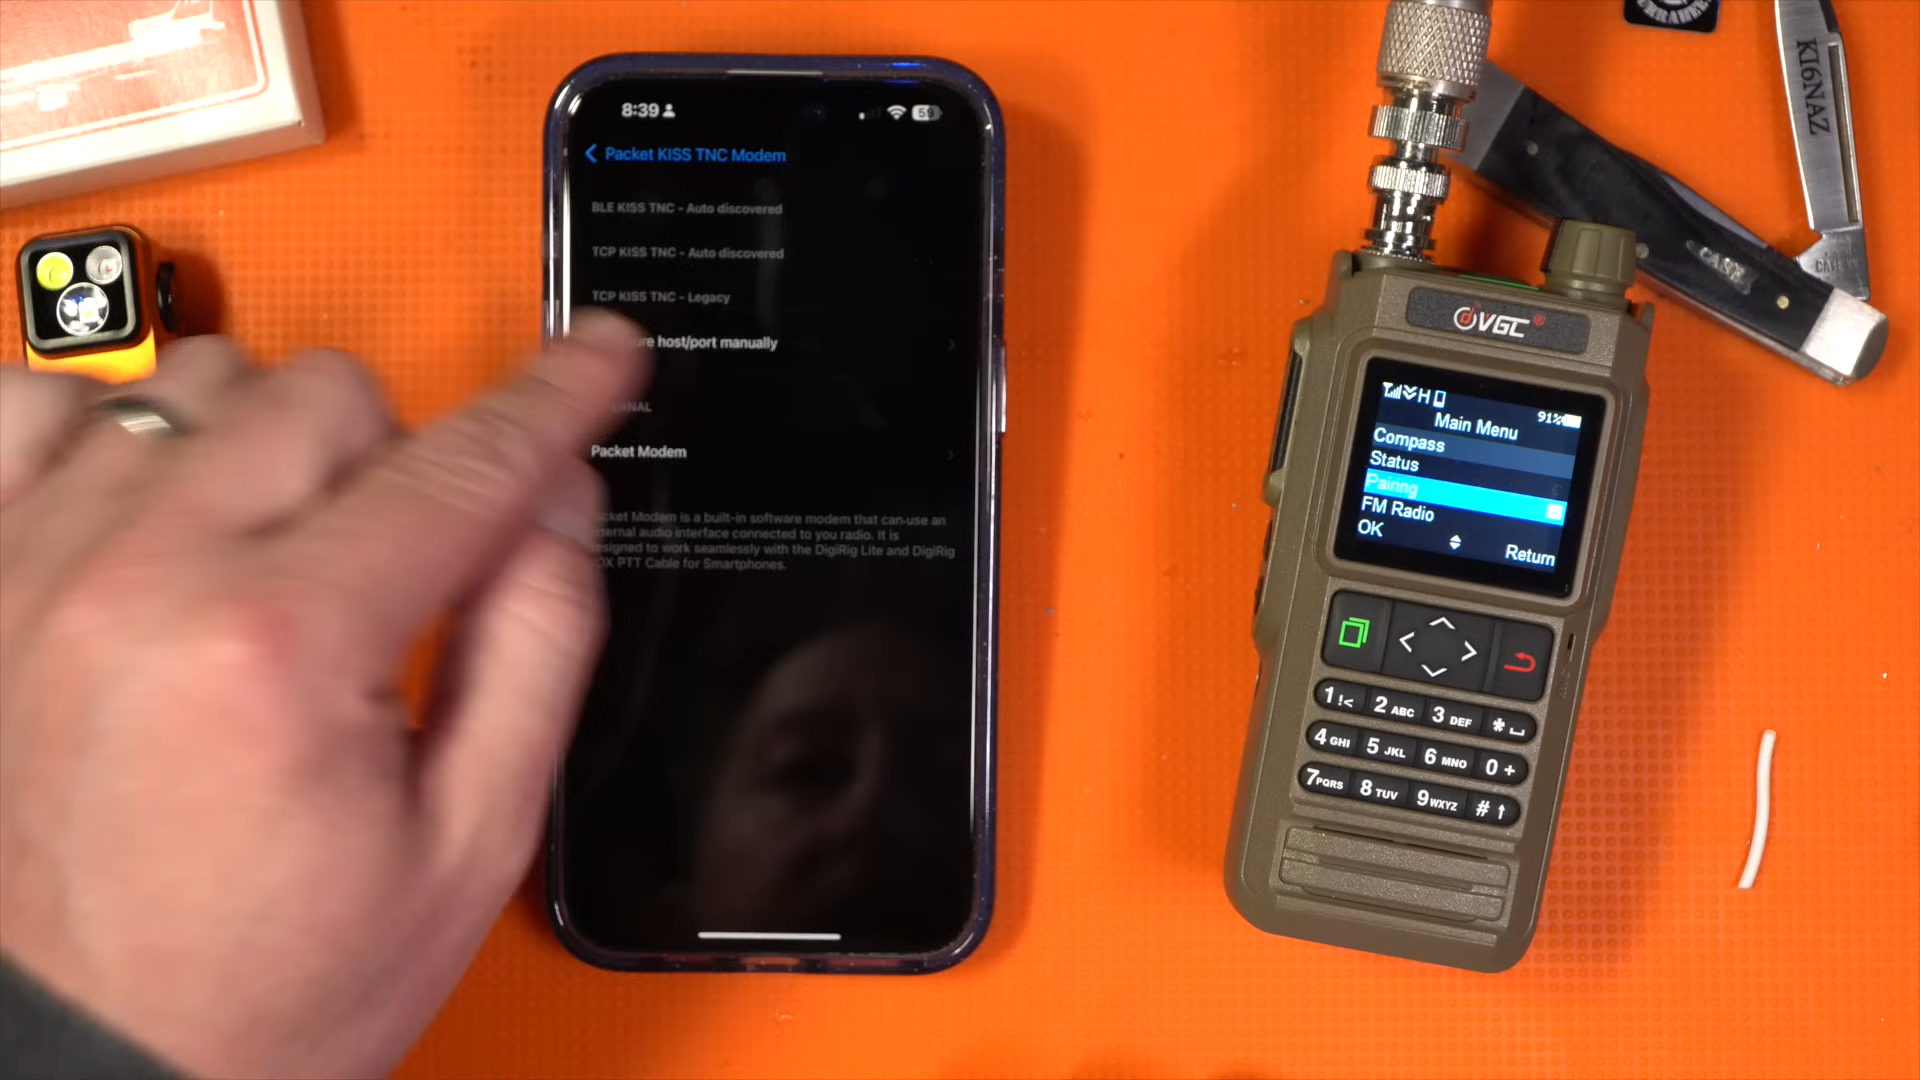 8:39
59
Packet KISS TNC Modem
BLE KISS TNC - Auto discovered
TCP KISS TNC - Auto discovered
TCP KISS TNC - Legacy
host/port manually
Packet Modem
Modem is a built-in software modem that can use an
audio interface connected to you radio. It is
to work seamlessly with the DigiRig Lite and DigiRig
PTT Cable for Smartphones.
KI6NAZ
CASE
VGC
H
91%
Main Menu
Compass
Status
Pairing
FM Radio
OK
Return
1 !<
2 ABC
3 DEF
*
4 GHI
5 JKL
6 MNO
0 +
7 PQRS
8 TUV
9 WXYZ
# ↑